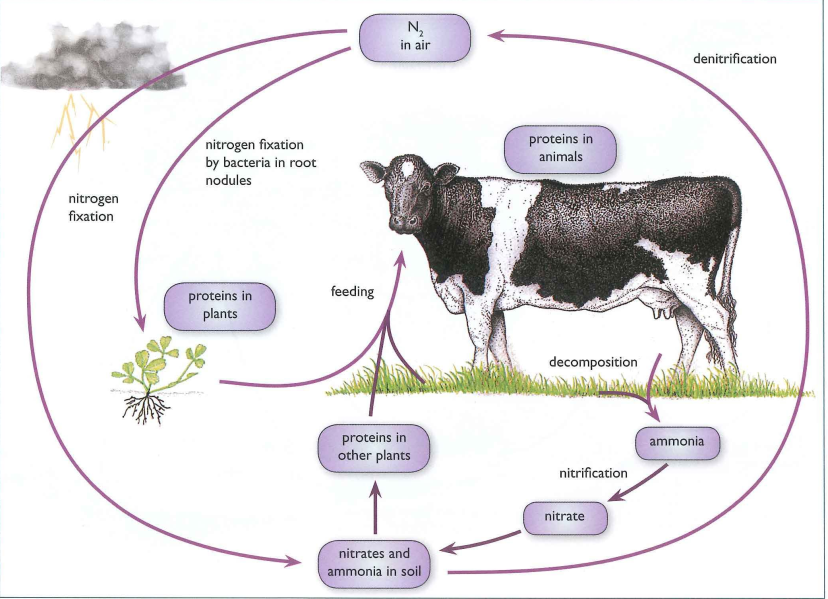 N₂
in air
denitrification
nitrogen fixation
by bacteria in root
nodules
proteins in
animals
nitrogen
fixation
proteins in
plants
feeding
decomposition
proteins in
other plants
ammonia
nitrification
nitrate
nitrates and
ammonia in soil